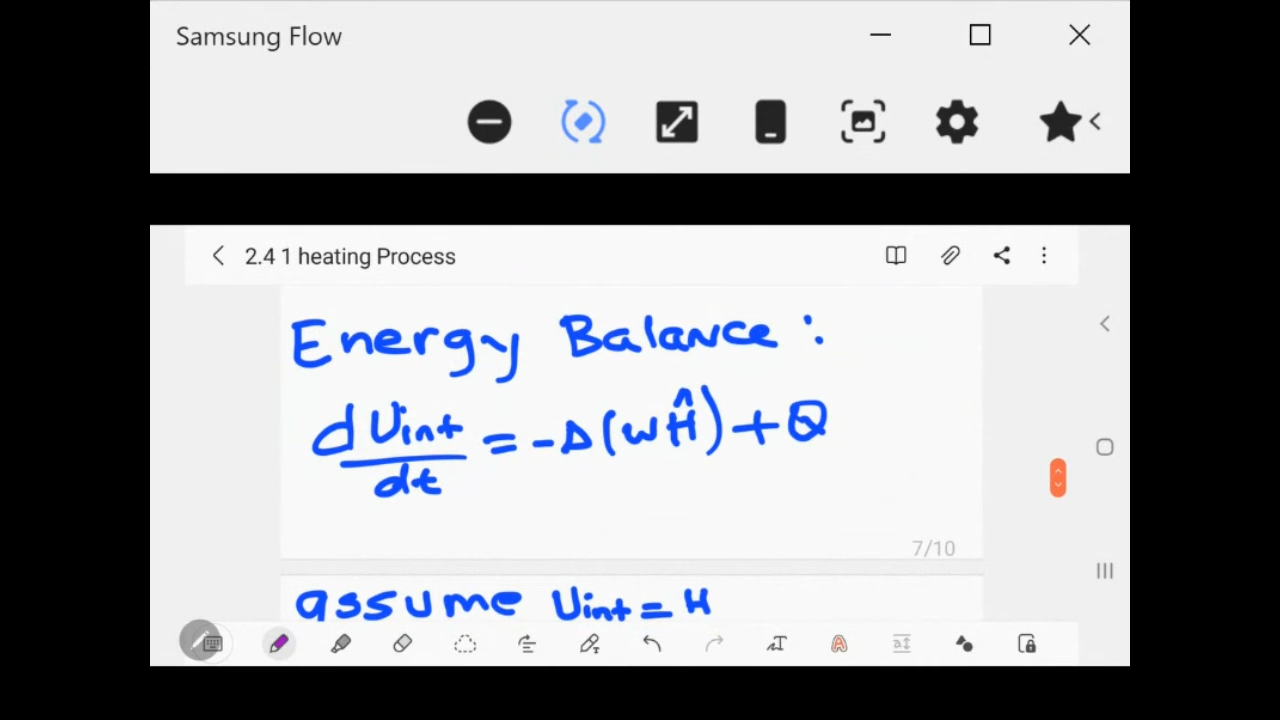 Samsung Flow
2.4 1 heating Process
Energy Balance :
dUint/dt = -Δ(wĤ) + Q
7/10
assume Uint = H